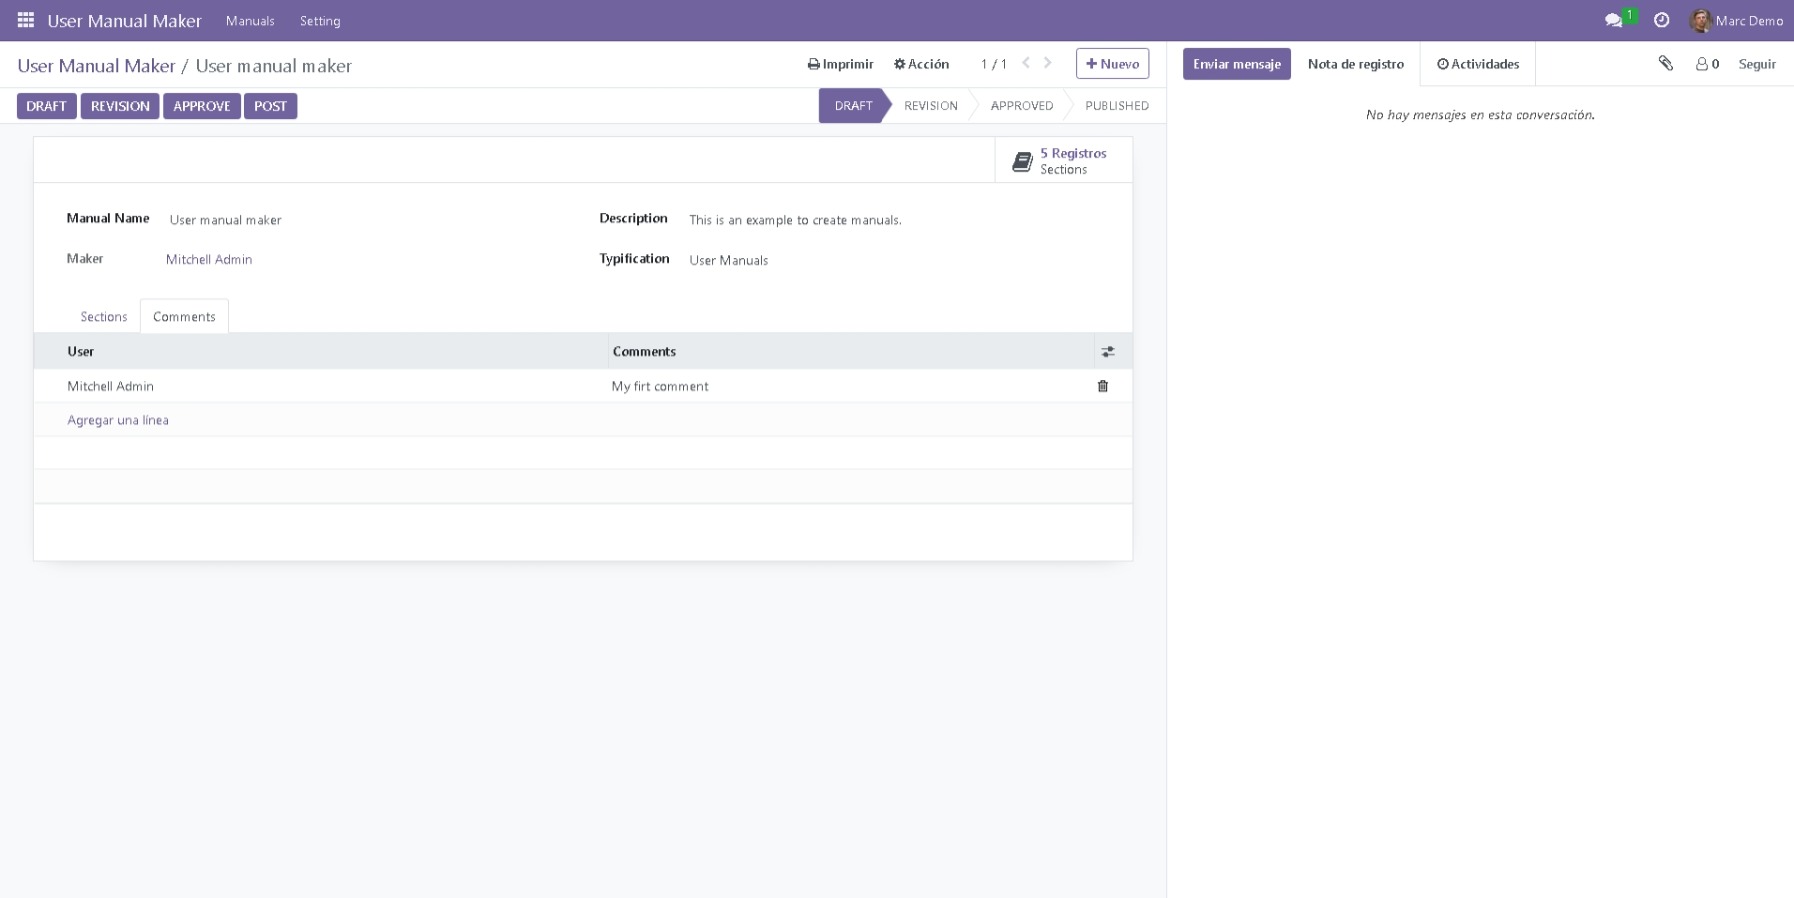 User Manual Maker Manuals Setting 1 Marc Demo
User Manual Maker / User manual maker Imprimir Acción 1 / 1 Nuevo
DRAFT REVISION APPROVE POST DRAFT REVISION APPROVED PUBLISHED
5 Registros
Sections
Manual Name User manual maker Description This is an example to create manuals.
Maker Mitchell Admin Typification User Manuals
Sections Comments
User Comments
Mitchell Admin My firt comment
Agregar una línea
Enviar mensaje Nota de registro Actividades 0 Seguir
No hay mensajes en esta conversación.